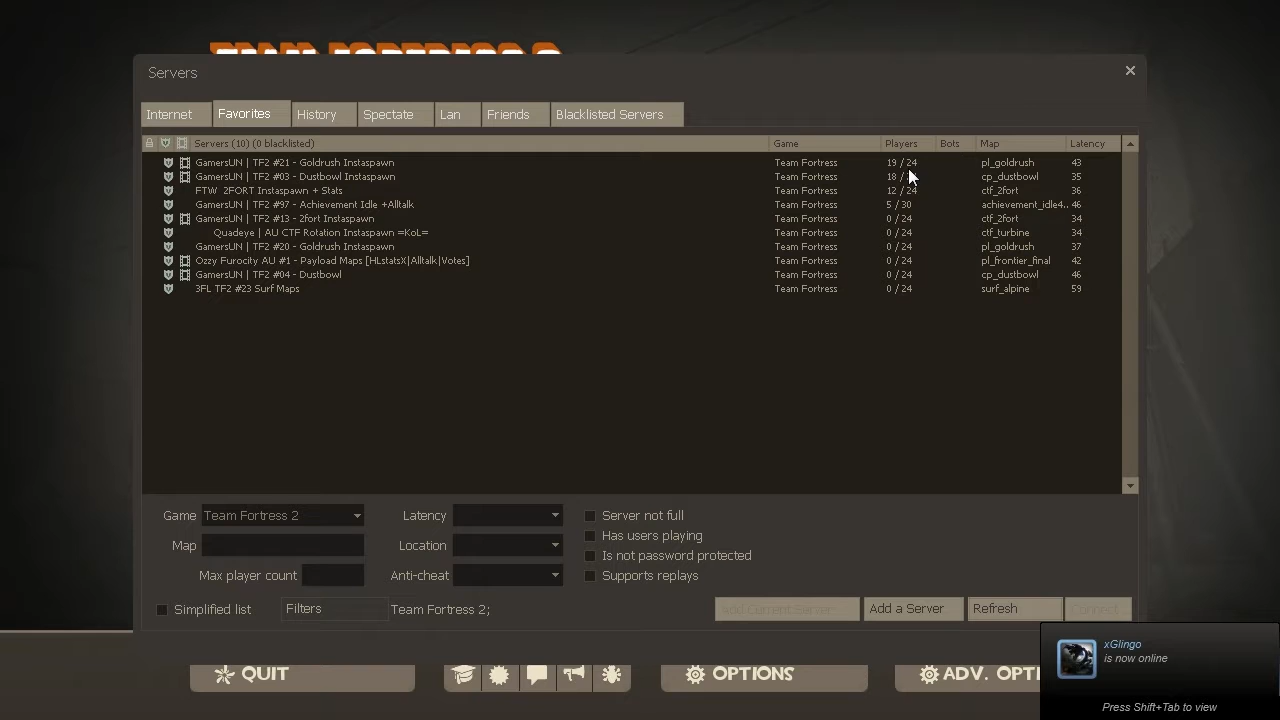 Servers
Internet Favorites History Spectate Lan Friends Blacklisted Servers
Servers (10) (0 blacklisted) Game Players Bots Map Latency
GamersUN | TF2 #21 - Goldrush Instaspawn Team Fortress 19 / 24 pl_goldrush 43
GamersUN | TF2 #03 - Dustbowl Instaspawn Team Fortress 18 / cp_dustbowl 35
FTW 2FORT Instaspawn + Stats Team Fortress 12 / 24 ctf_2fort 36
GamersUN | TF2 #97 - Achievement Idle +Alltalk Team Fortress 5 / 30 achievement_idle4.. 46
GamersUN | TF2 #13 - 2fort Instaspawn Team Fortress 0 / 24 ctf_2fort 34
Quadeye | AU CTF Rotation Instaspawn =KoL= Team Fortress 0 / 24 ctf_turbine 34
GamersUN | TF2 #20 - Goldrush Instaspawn Team Fortress 0 / 24 pl_goldrush 37
Ozzy Furocity AU #1 - Payload Maps [HLstatsX|Alltalk|Votes] Team Fortress 0 / 24 pl_frontier_final 42
GamersUN | TF2 #04 - Dustbowl Team Fortress 0 / 24 cp_dustbowl 46
3FL TF2 #23 Surf Maps Team Fortress 0 / 24 surf_alpine 59
Game Team Fortress 2 Latency Server not full
Map Location Has users playing
Is not password protected
Max player count Anti-cheat Supports replays
Simplified list Filters Team Fortress 2; Add Current Server Add a Server Refresh Connect
xGlingo
is now online
Press Shift+Tab to view
QUIT OPTIONS ADV. OPTI